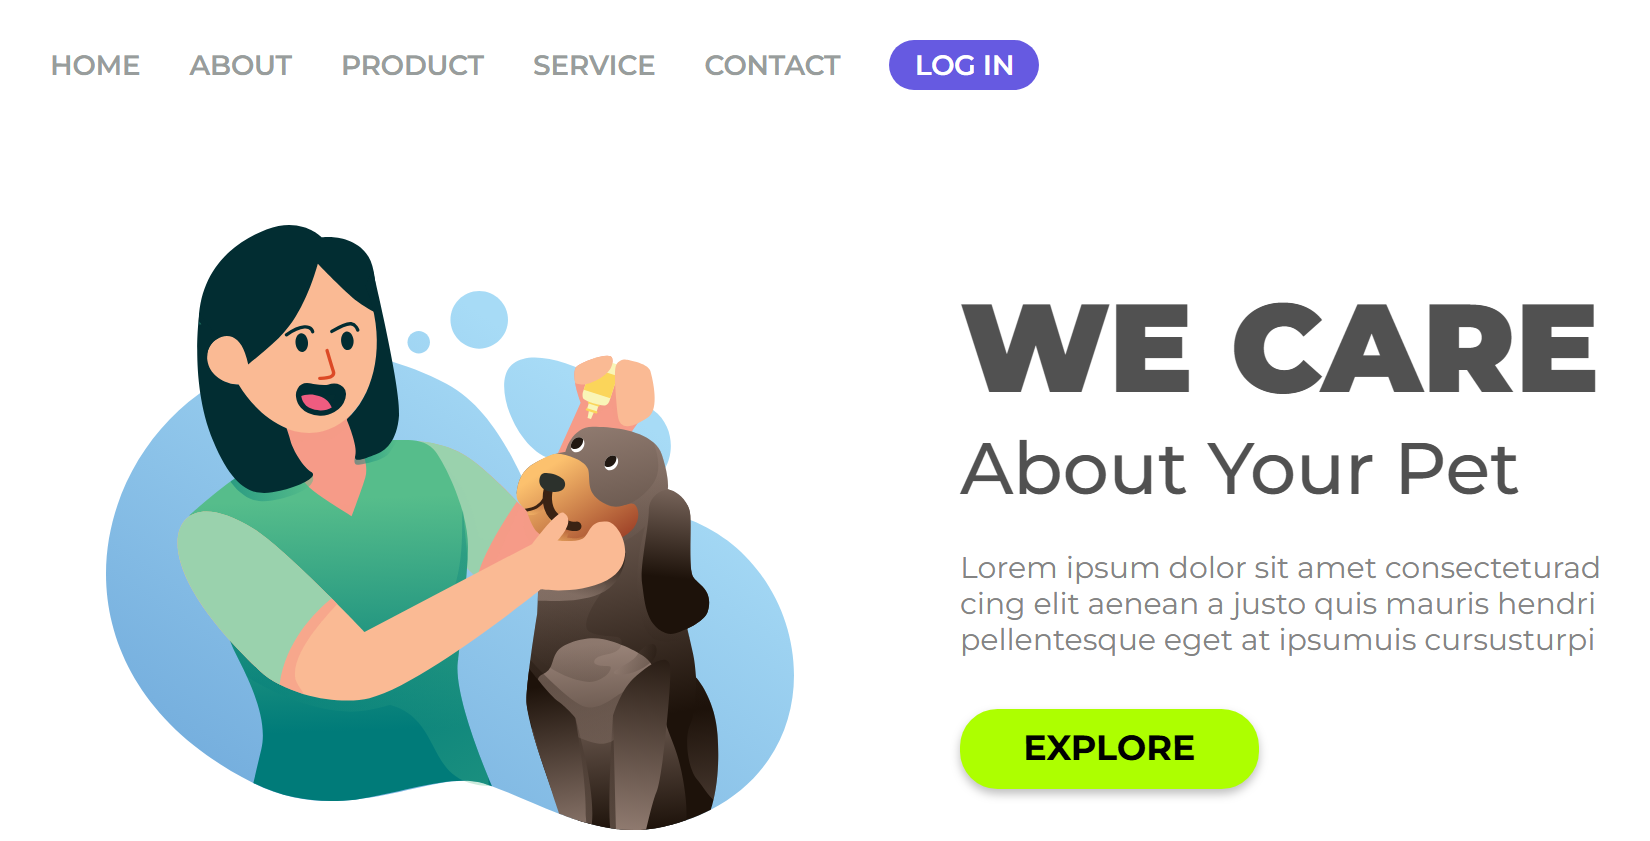 HOME ABOUT PRODUCT SERVICE CONTACT LOG IN
WE CARE
About Your Pet
Lorem ipsum dolor sit amet consecteturad
cing elit aenean a justo quis mauris hendri
pellentesque eget at ipsumuis cursusturpi
EXPLORE